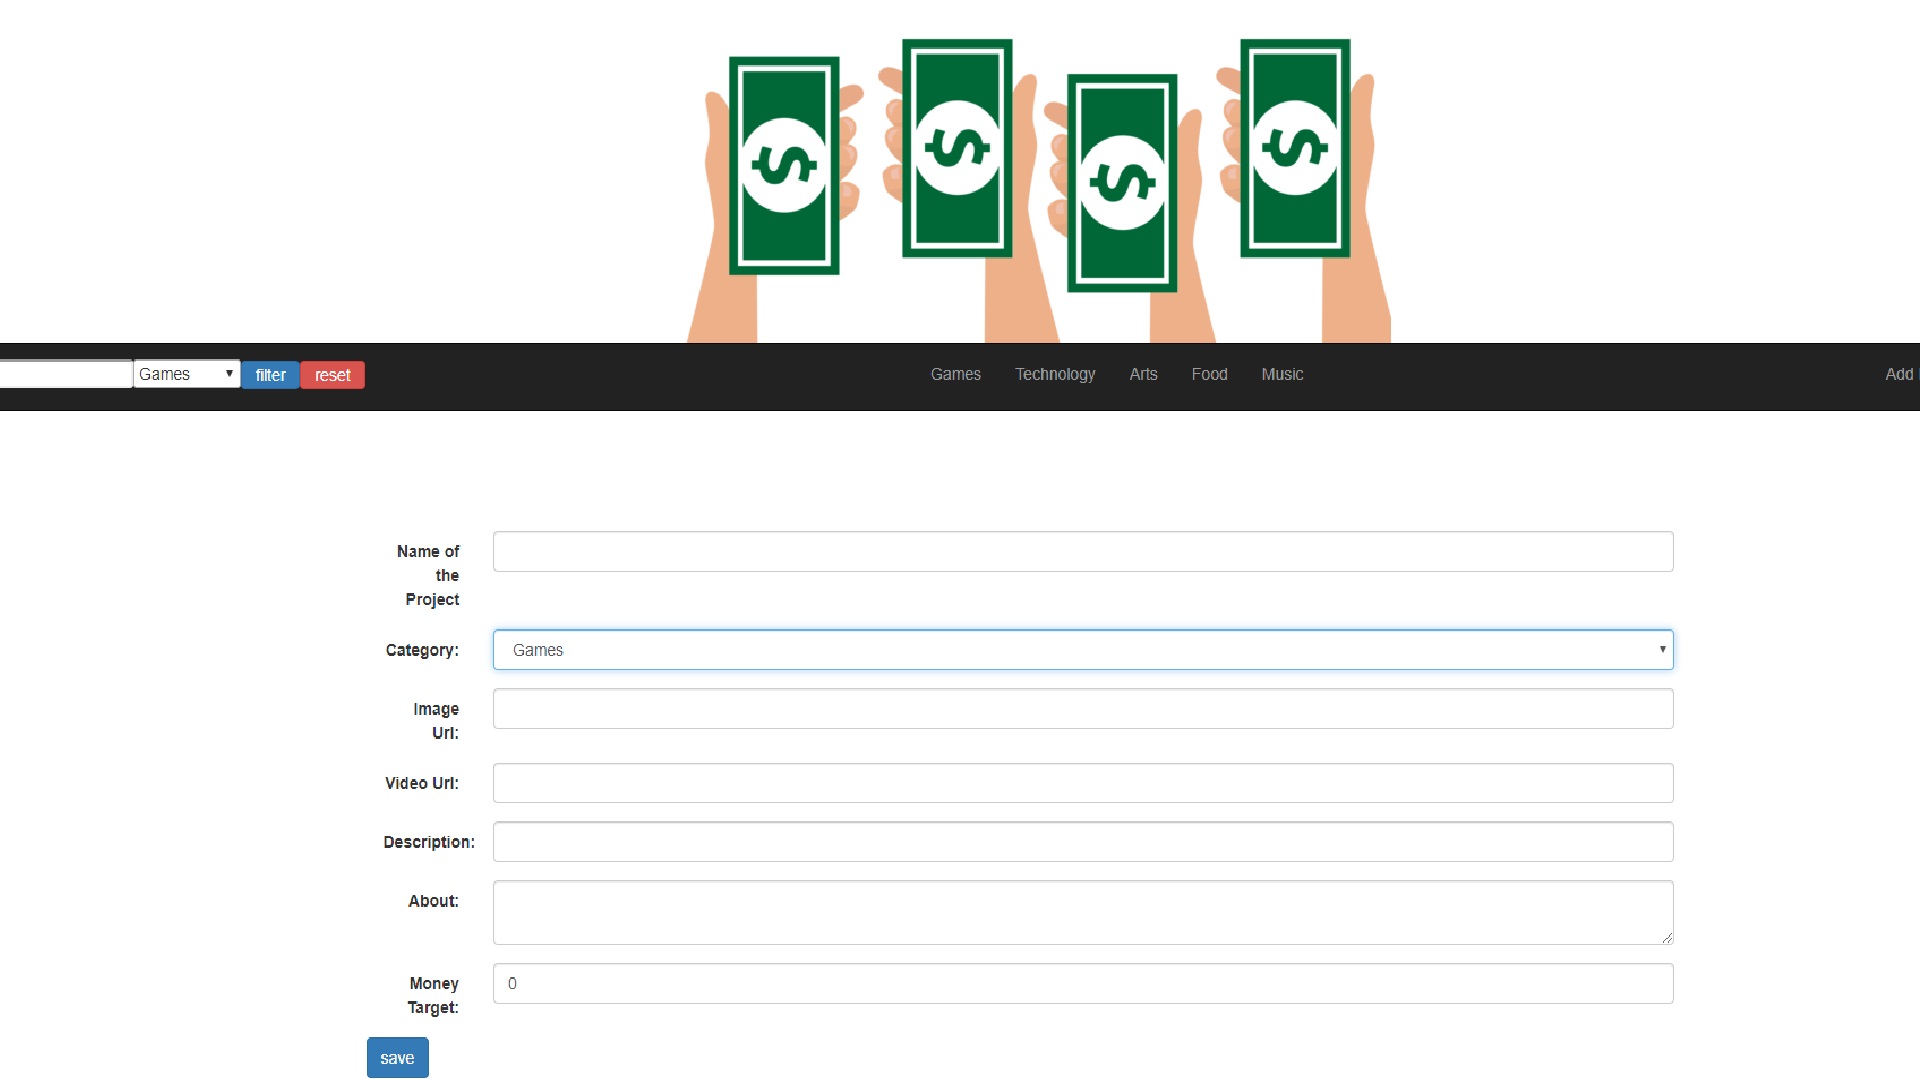 $ $ $ $
Games filter reset Games Technology Arts Food Music Add
Name of
the
Project
Category: Games
Image
Url:
Video Url:
Description:
About:
Money 0
Target:
save